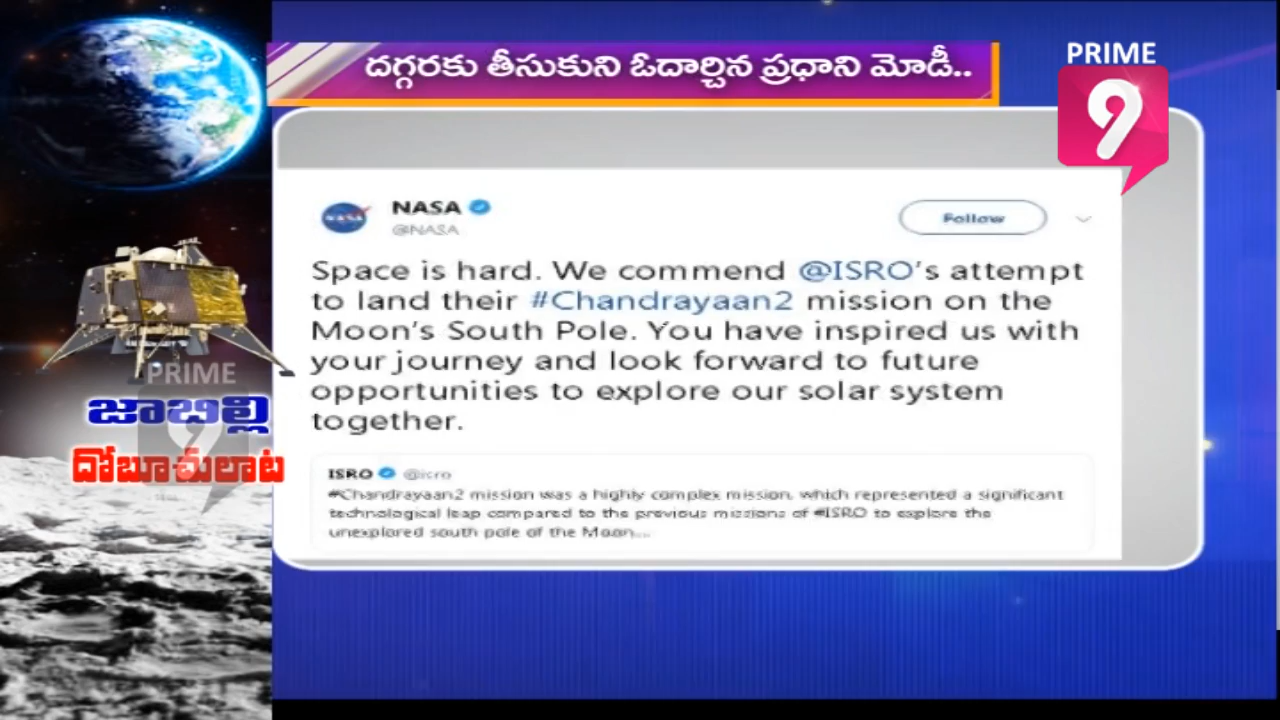 దగ్గరకు తీసుకుని ఓదార్చిన ప్రధాని మోడీ..
PRIME
9
NASA
@NASA
Follow
Space is hard. We commend @ISRO's attempt
to land their #Chandrayaan2 mission on the
Moon's South Pole. You have inspired us with
your journey and look forward to future
opportunities to explore our solar system
together.
ISRO @isro
#Chandrayaan2 mission was a highly complex mission, which represented a significant
technological leap compared to the previous missions of #ISRO to explore the
unexplored south pole of the Moon...
PRIME
9
జాబిల్లి
దోబూచులాట